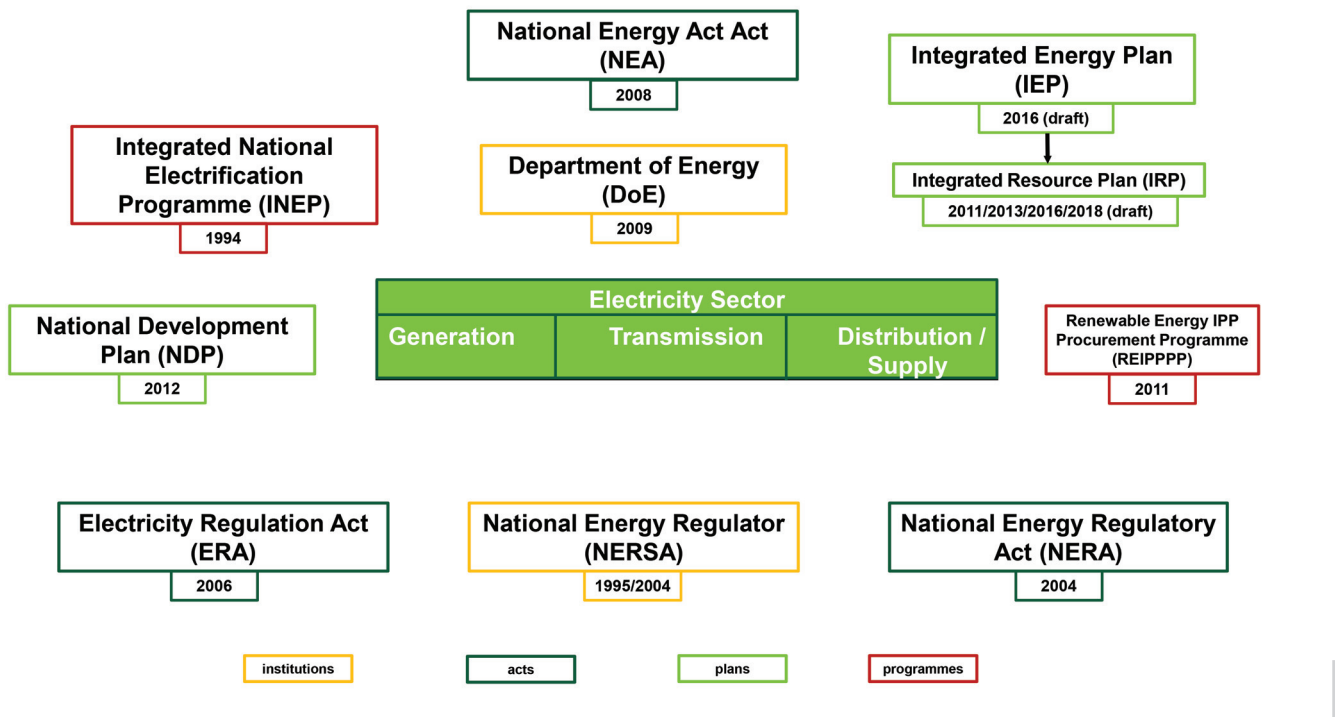 National Energy Act Act
(NEA)
2008
Integrated Energy Plan
(IEP)
2016 (draft)
Integrated National
Electrification
Programme (INEP)
1994
Department of Energy
(DoE)
2009
Integrated Resource Plan (IRP)
2011/2013/2016/2018 (draft)
National Development
Plan (NDP)
2012
Electricity Sector
Generation
Transmission
Distribution /
Supply
Renewable Energy IPP
Procurement Programme
(REIPPPP)
2011
Electricity Regulation Act
(ERA)
2006
National Energy Regulator
(NERSA)
1995/2004
National Energy Regulatory
Act (NERA)
2004
institutions
acts
plans
programmes